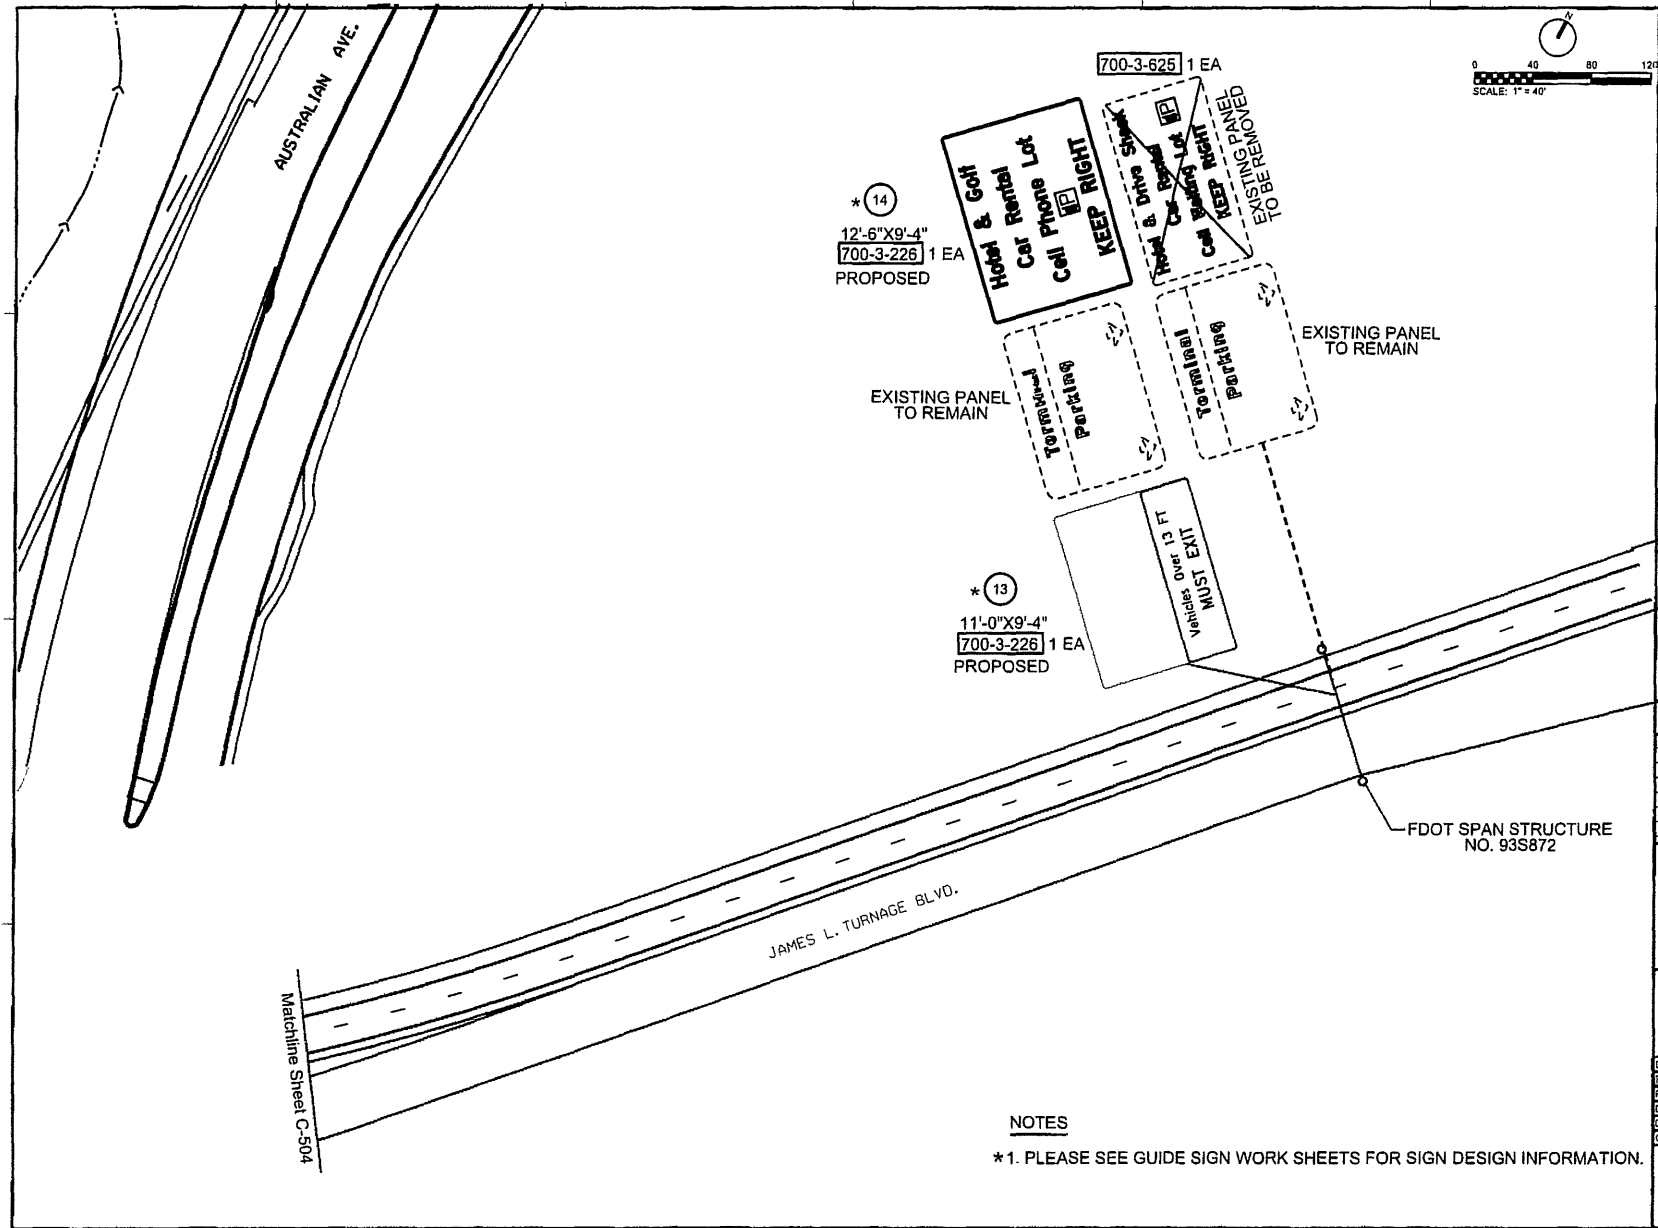 AUSTRALIAN AVE.
N
0 40 80 120
SCALE: 1" = 40'
700-3-625 1 EA
Hotel & Golf
Car Rental
Cell Phone Lot
P
KEEP RIGHT
Hotel & Drive Shack
Car Rental
Cell Waiting Lot
P
KEEP RIGHT
EXISTING PANEL
TO BE REMOVED
* 14
12'-6"X9'-4"
700-3-226 1 EA
PROPOSED
Terminal
Parking
Terminal
Parking
EXISTING PANEL
TO REMAIN
EXISTING PANEL
TO REMAIN
Vehicles Over 13 FT
MUST EXIT
* 13
11'-0"X9'-4"
700-3-226 1 EA
PROPOSED
FDOT SPAN STRUCTURE
NO. 93S872
JAMES L. TURNAGE BLVD.
Matchline Sheet C-504
NOTES
*1. PLEASE SEE GUIDE SIGN WORK SHEETS FOR SIGN DESIGN INFORMATION.